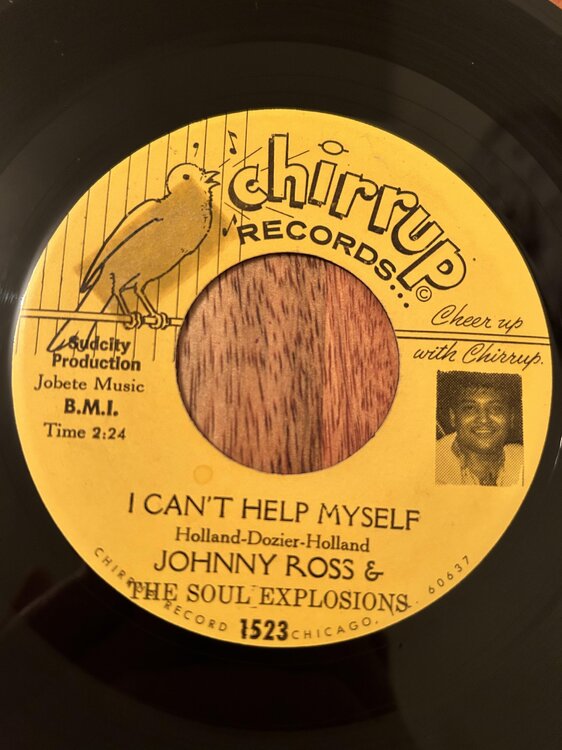 chirrup
RECORDS...
©
Cheer up
with Chirrup.
Sudcity
Production
Jobete Music
B.M.I.
Time 2:24
I CAN'T HELP MYSELF
Holland-Dozier-Holland
JOHNNY ROSS &
THE SOUL EXPLOSIONS
RECORD 1523 CHICAGO, 60637